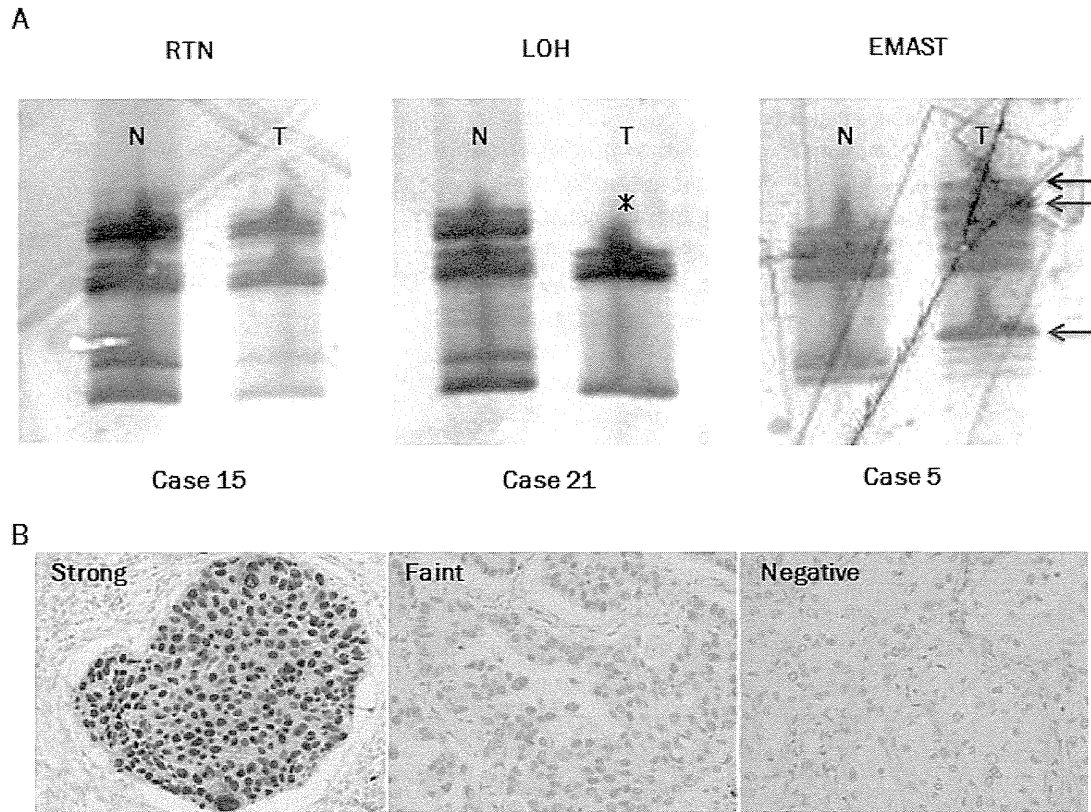 A
RTN LOH EMAST
N T N T N T
*
Case 15 Case 21 Case 5
B
Strong Faint Negative